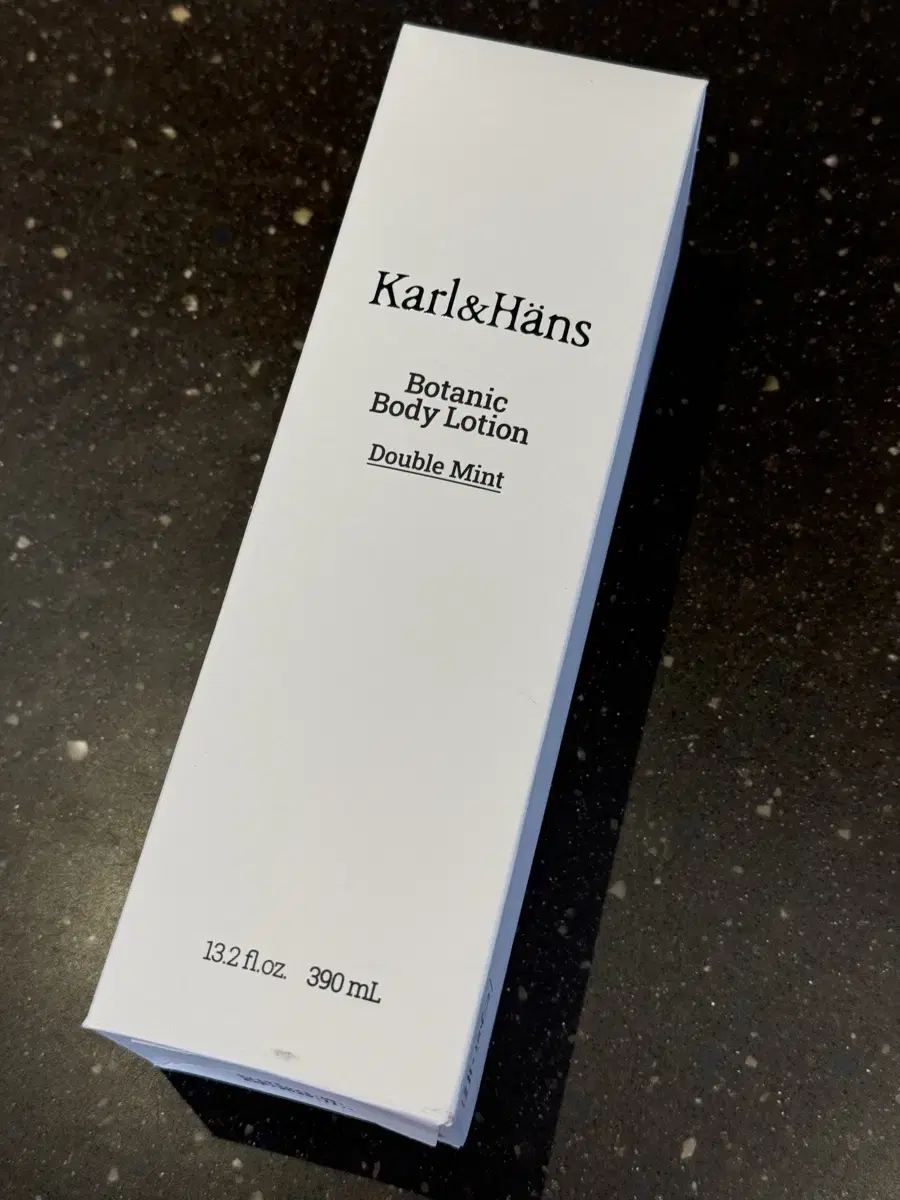 Karl&Häns
Botanic
Body Lotion
Double Mint
13.2 fl.oz. 390 mL